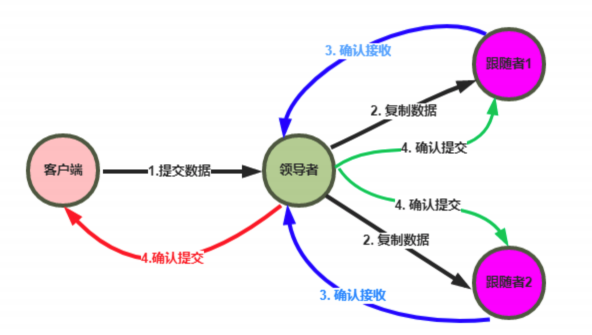 3. 确认接收
跟随者1
2. 复制数据
4. 确认提交
客户端
1.提交数据
领导者
4. 确认提交
2. 复制数据
4.确认提交
跟随者2
3. 确认接收